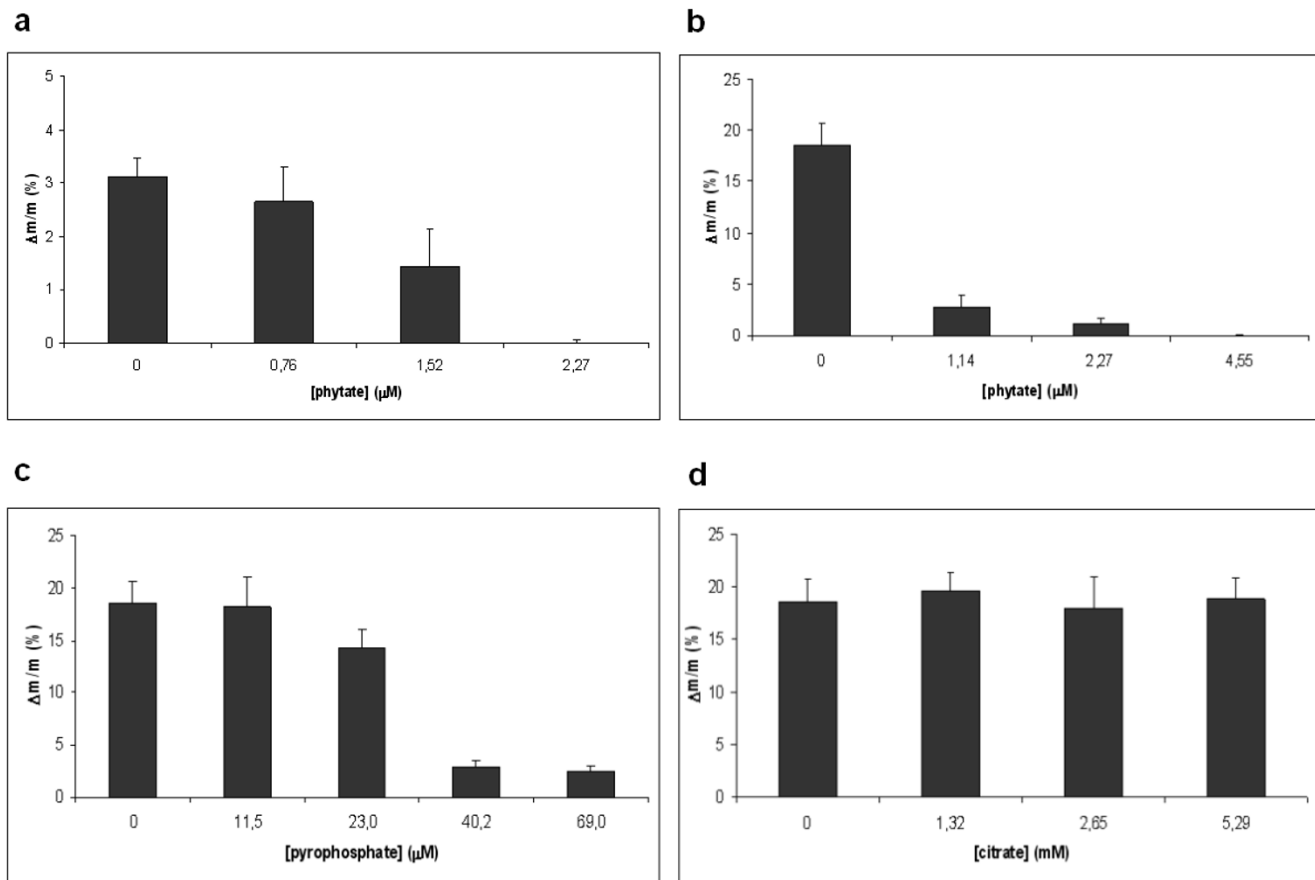 a
Δm/m (%)
5
4
3
2
1
0
0 0,76 1,52 2,27
[phytate] (μM)
b
Δm/m (%)
25
20
15
10
5
0
0 1,14 2,27 4,55
[phytate] (μM)
c
Δm/m (%)
25
20
15
10
5
0
0 11,5 23,0 40,2 69,0
[pyrophosphate] (μM)
d
Δm/m (%)
25
20
15
10
5
0
0 1,32 2,65 5,29
[citrate] (mM)